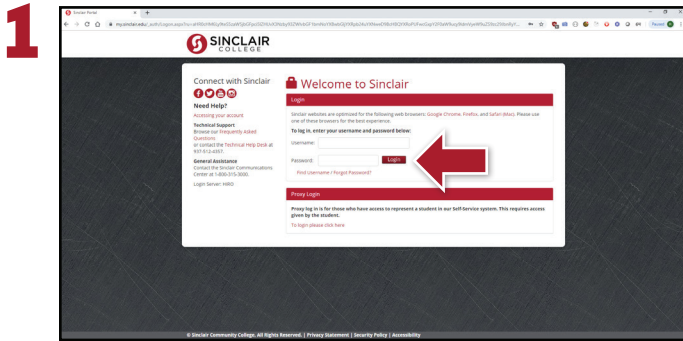 1
Sinclair Portal
SINCLAIR
COLLEGE
Connect with Sinclair
Need Help?
Accessing your account
Technical Support
Browse our Frequently Asked
Questions
or contact the Technical Help Desk at
937-512-4357.
General Assistance
Contact the Sinclair Communications
Center at 1-800-315-3000.
Login Server: HIRO
Welcome to Sinclair
Login
Sinclair websites are optimized for the following web browsers: Google Chrome, Firefox, and Safari (Mac). Please use
one of these browsers for the best experience.
To log in, enter your username and password below:
Username:
Password:
Login
Find Username / Forgot Password?
Proxy Login
Proxy log in is for those who have access to represent a student in our Self-Service system. This requires access
given by the student.
To login please click here
© Sinclair Community College, All Rights Reserved. | Privacy Statement | Security Policy | Accessibility